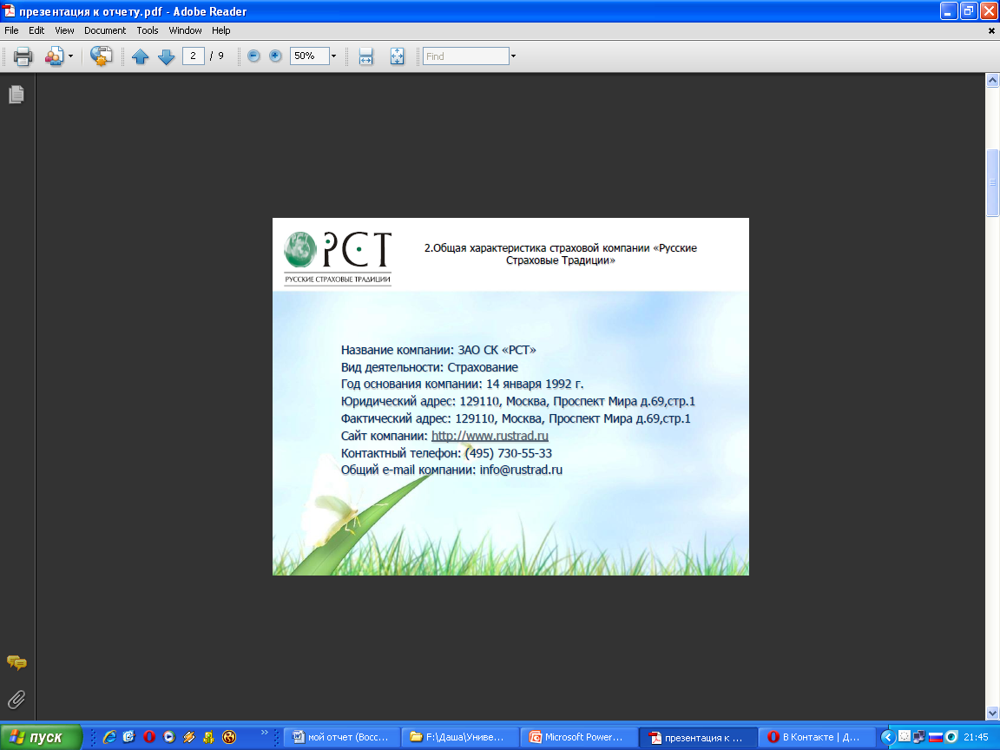 презентация к отчету.pdf - Adobe Reader
File Edit View Document Tools Window Help
2 / 9 50% Find
РСТ
РУССКИЕ СТРАХОВЫЕ ТРАДИЦИИ
2.Общая характеристика страховой компании «Русские
Страховые Традиции»
Название компании: ЗАО СК «РСТ»
Вид деятельности: Страхование
Год основания компании: 14 января 1992 г.
Юридический адрес: 129110, Москва, Проспект Мира д.69,стр.1
Фактический адрес: 129110, Москва, Проспект Мира д.69,стр.1
Сайт компании: http://www.rustrad.ru
Контактный телефон: (495) 730-55-33
Общий e-mail компании: info@rustrad.ru
пуск мой отчет (Восс... F:\Даша\Униве... Microsoft Power... презентация к ... В Контакте | Д... 21:45